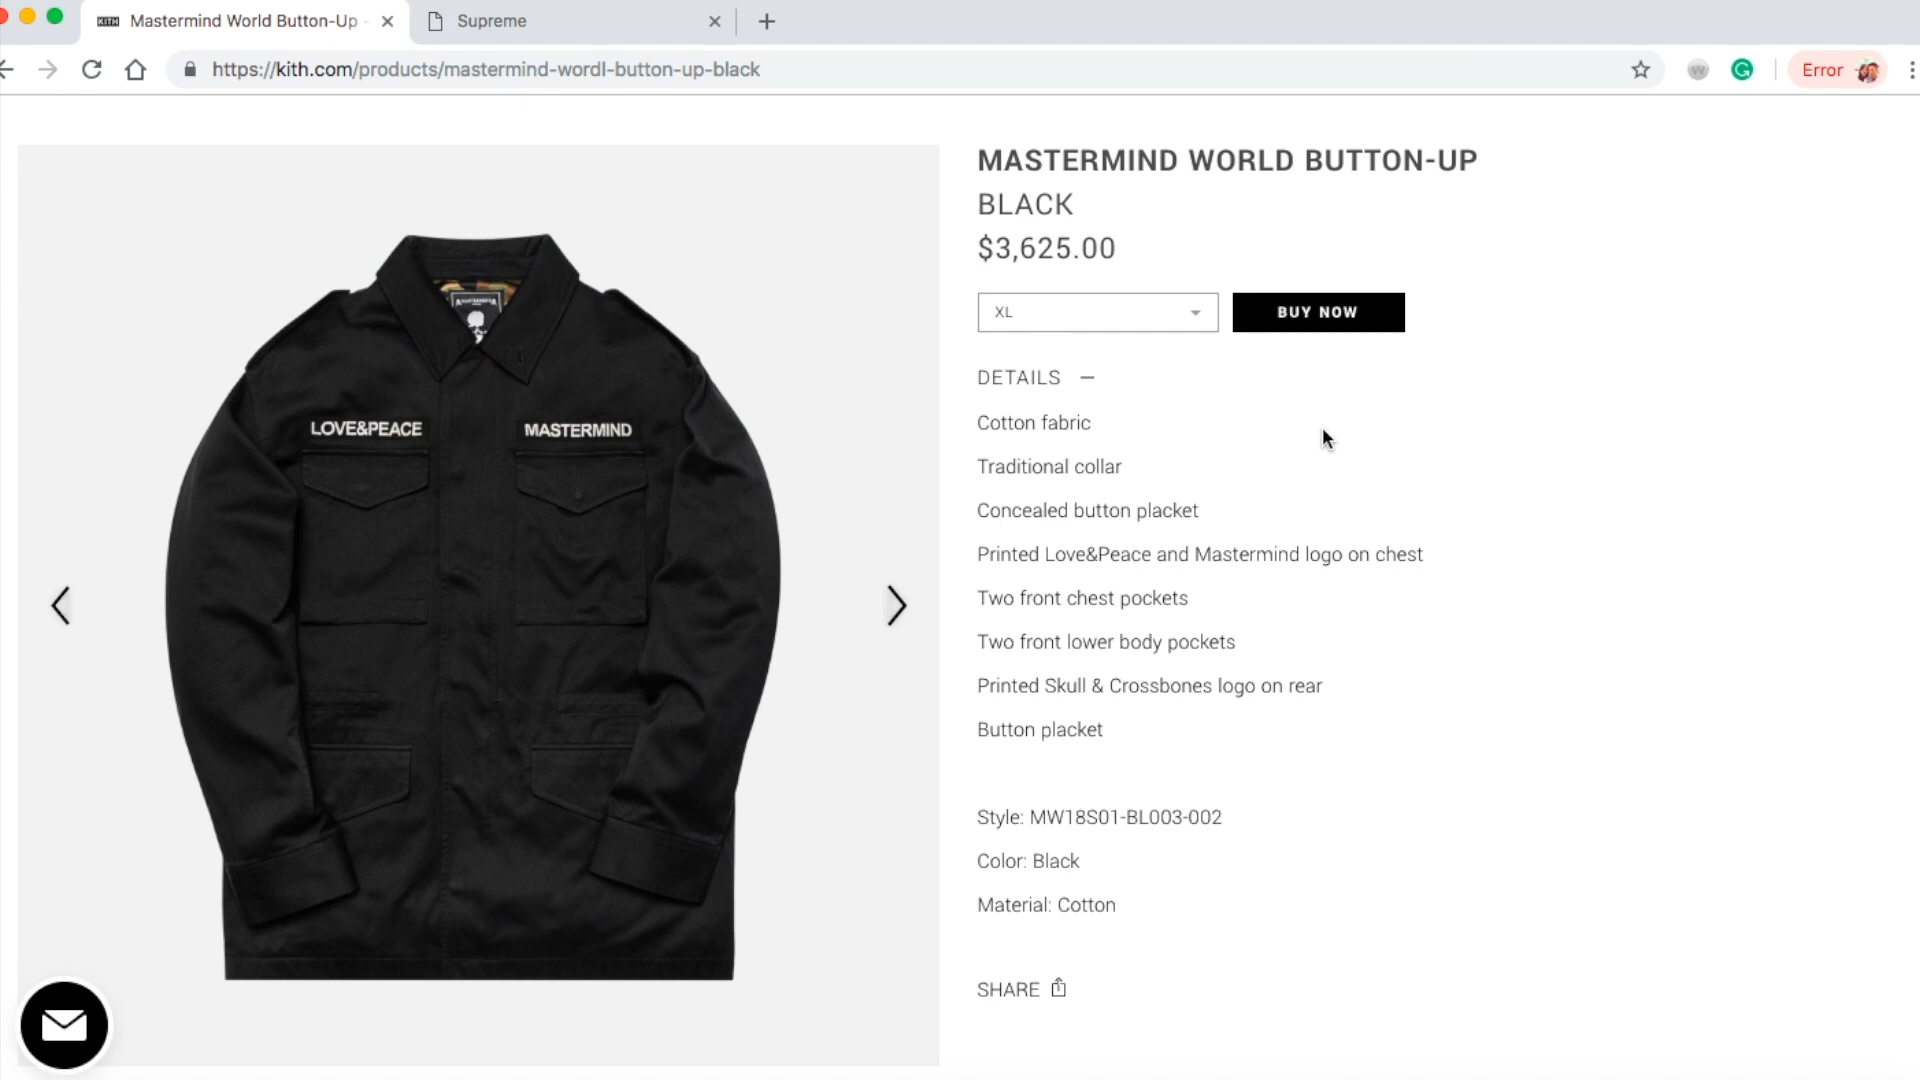 Mastermind World Button-Up -
Supreme
https://kith.com/products/mastermind-wordl-button-up-black
Error
MASTERMIND WORLD BUTTON-UP
BLACK
$3,625.00
XL
BUY NOW
DETAILS
Cotton fabric
Traditional collar
Concealed button placket
Printed Love&Peace and Mastermind logo on chest
Two front chest pockets
Two front lower body pockets
Printed Skull & Crossbones logo on rear
Button placket
Style: MW18S01-BL003-002
Color: Black
Material: Cotton
SHARE
LOVE&PEACE
MASTERMIND